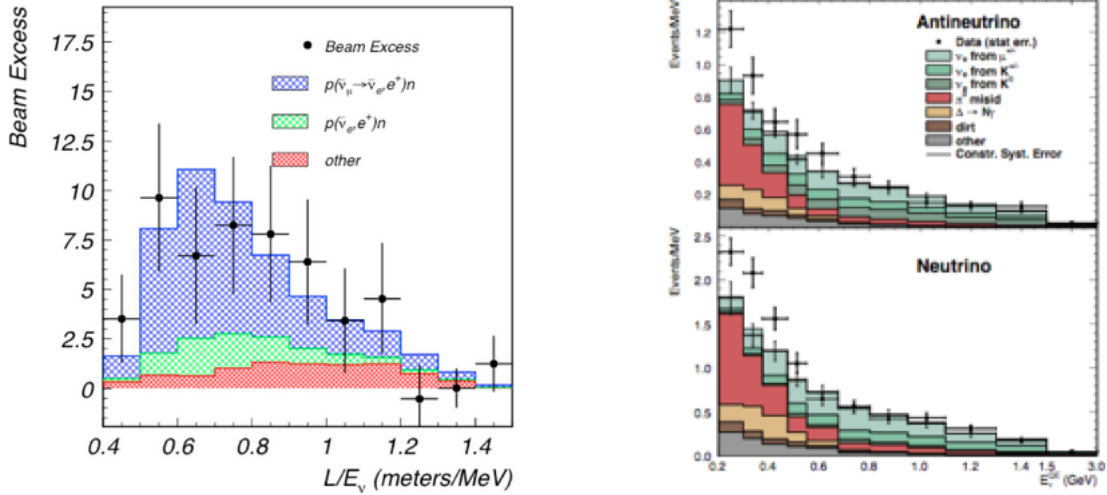 Beam Excess
17.5
15
12.5
10
7.5
5
2.5
0
Beam Excess
p(ν̄μ→ν̄e,e⁺)n
p(ν̄e,e⁺)n
other
0.4 0.6 0.8 1 1.2 1.4
L/Eν (meters/MeV)
Events/MeV
1.2
1.0
0.8
0.6
0.4
0.2
Antineutrino
Data (stat err.)
νe from μ+/-
νe from K+/-
νe from K0
π0 misid
Δ → Nγ
dirt
other
Constr. Syst. Error
Events/MeV
2.5
2.0
1.5
1.0
0.5
0.0
Neutrino
0.2 0.4 0.6 0.8 1.0 1.2 1.4 1.5 3.0
EνQE (GeV)